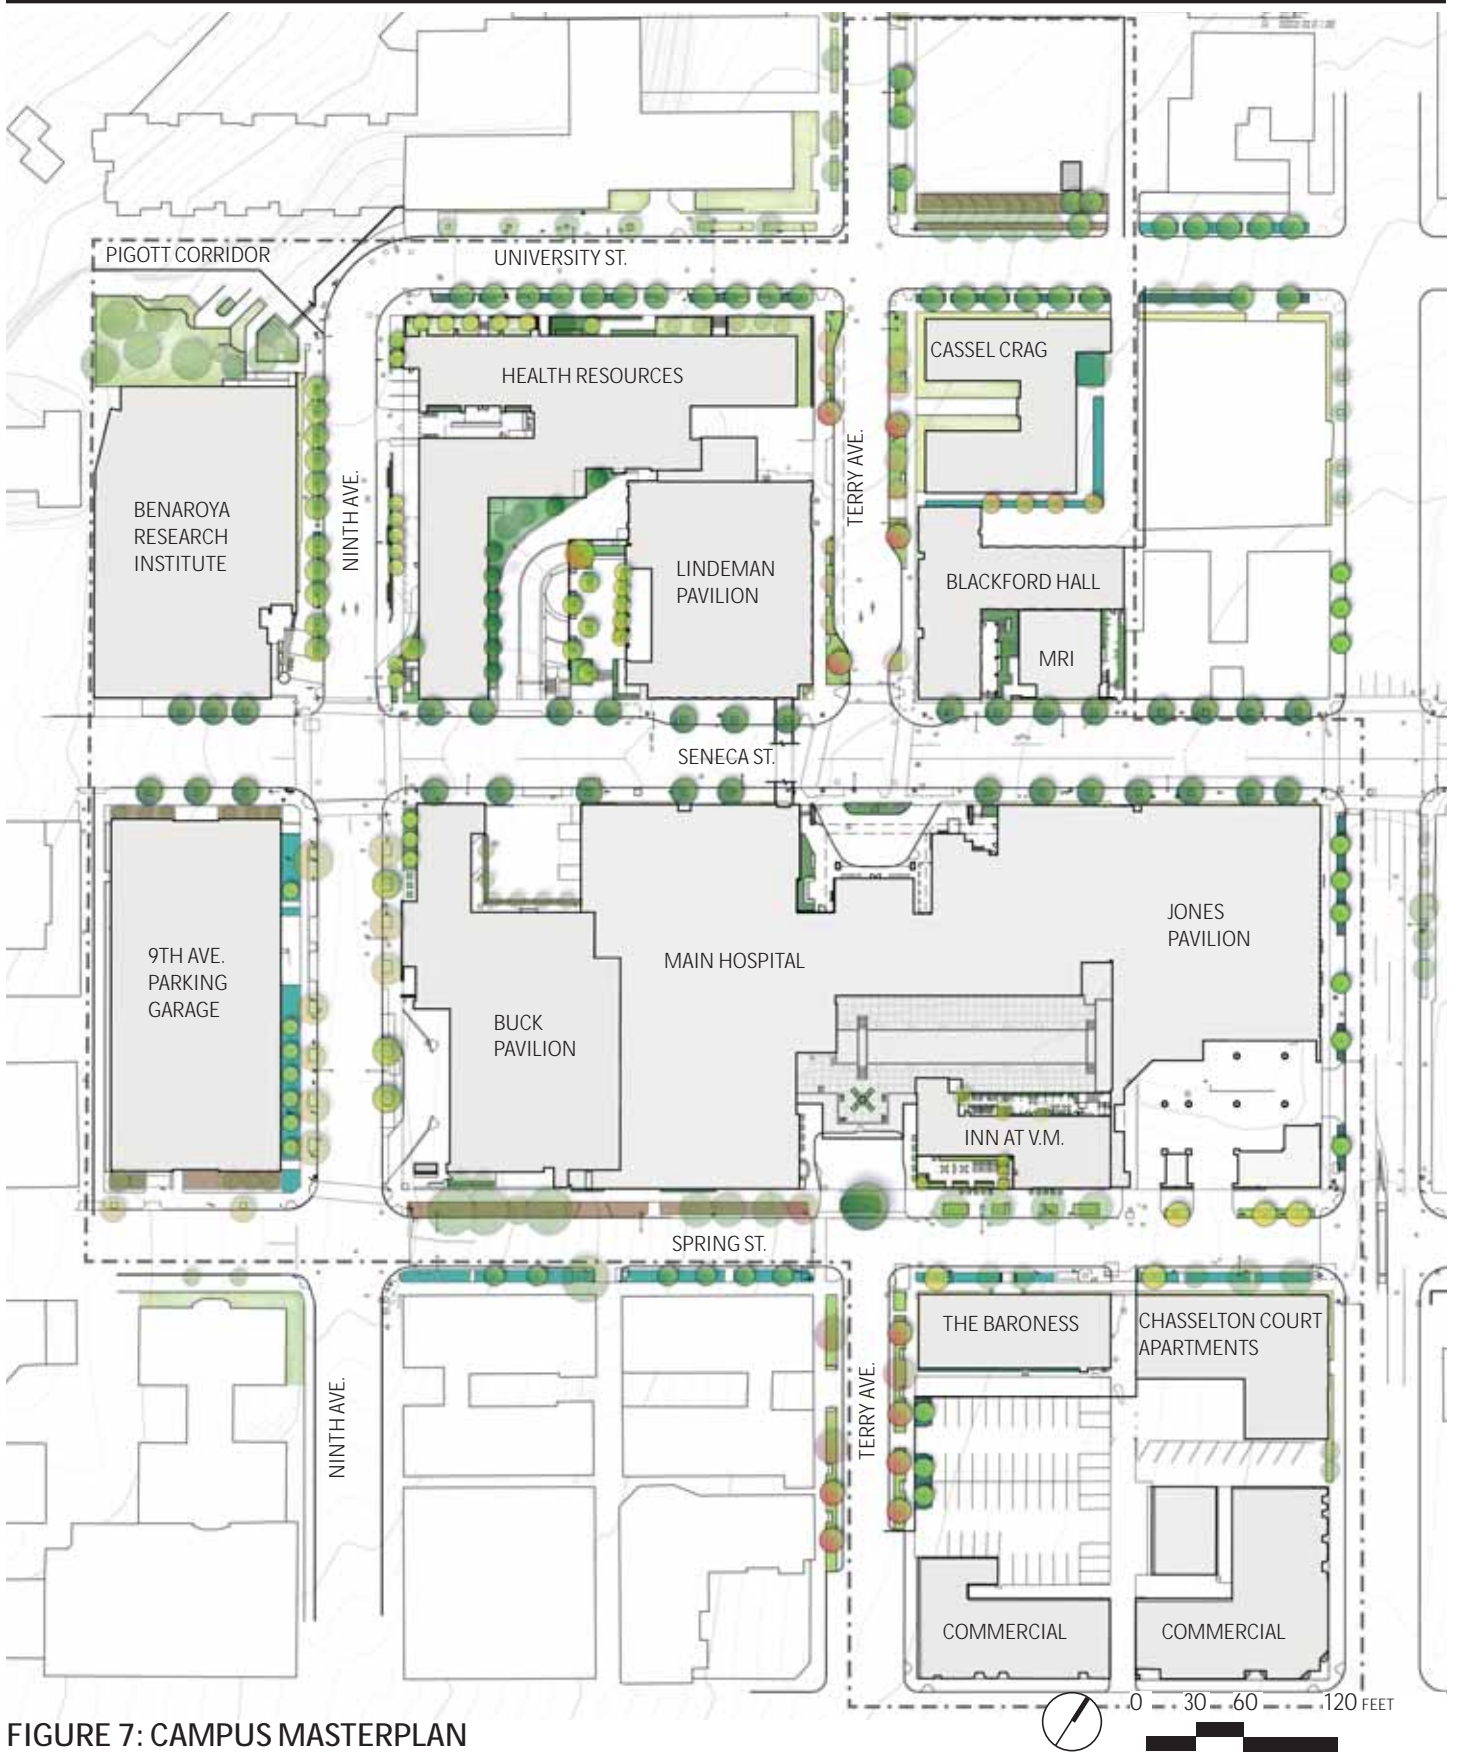 PIGOTT CORRIDOR
UNIVERSITY ST.
CASSEL CRAG
HEALTH RESOURCES
TERRY AVE.
NINTH AVE.
BENAROYA
RESEARCH
INSTITUTE
LINDEMAN
PAVILION
BLACKFORD HALL
MRI
SENECA ST.
JONES
PAVILION
9TH AVE.
PARKING
GARAGE
MAIN HOSPITAL
BUCK
PAVILION
INN AT V.M.
SPRING ST.
THE BARONESS
CHASSELTON COURT
APARTMENTS
NINTH AVE.
TERRY AVE.
COMMERCIAL
COMMERCIAL
0 30 60 120 FEET
FIGURE 7: CAMPUS MASTERPLAN